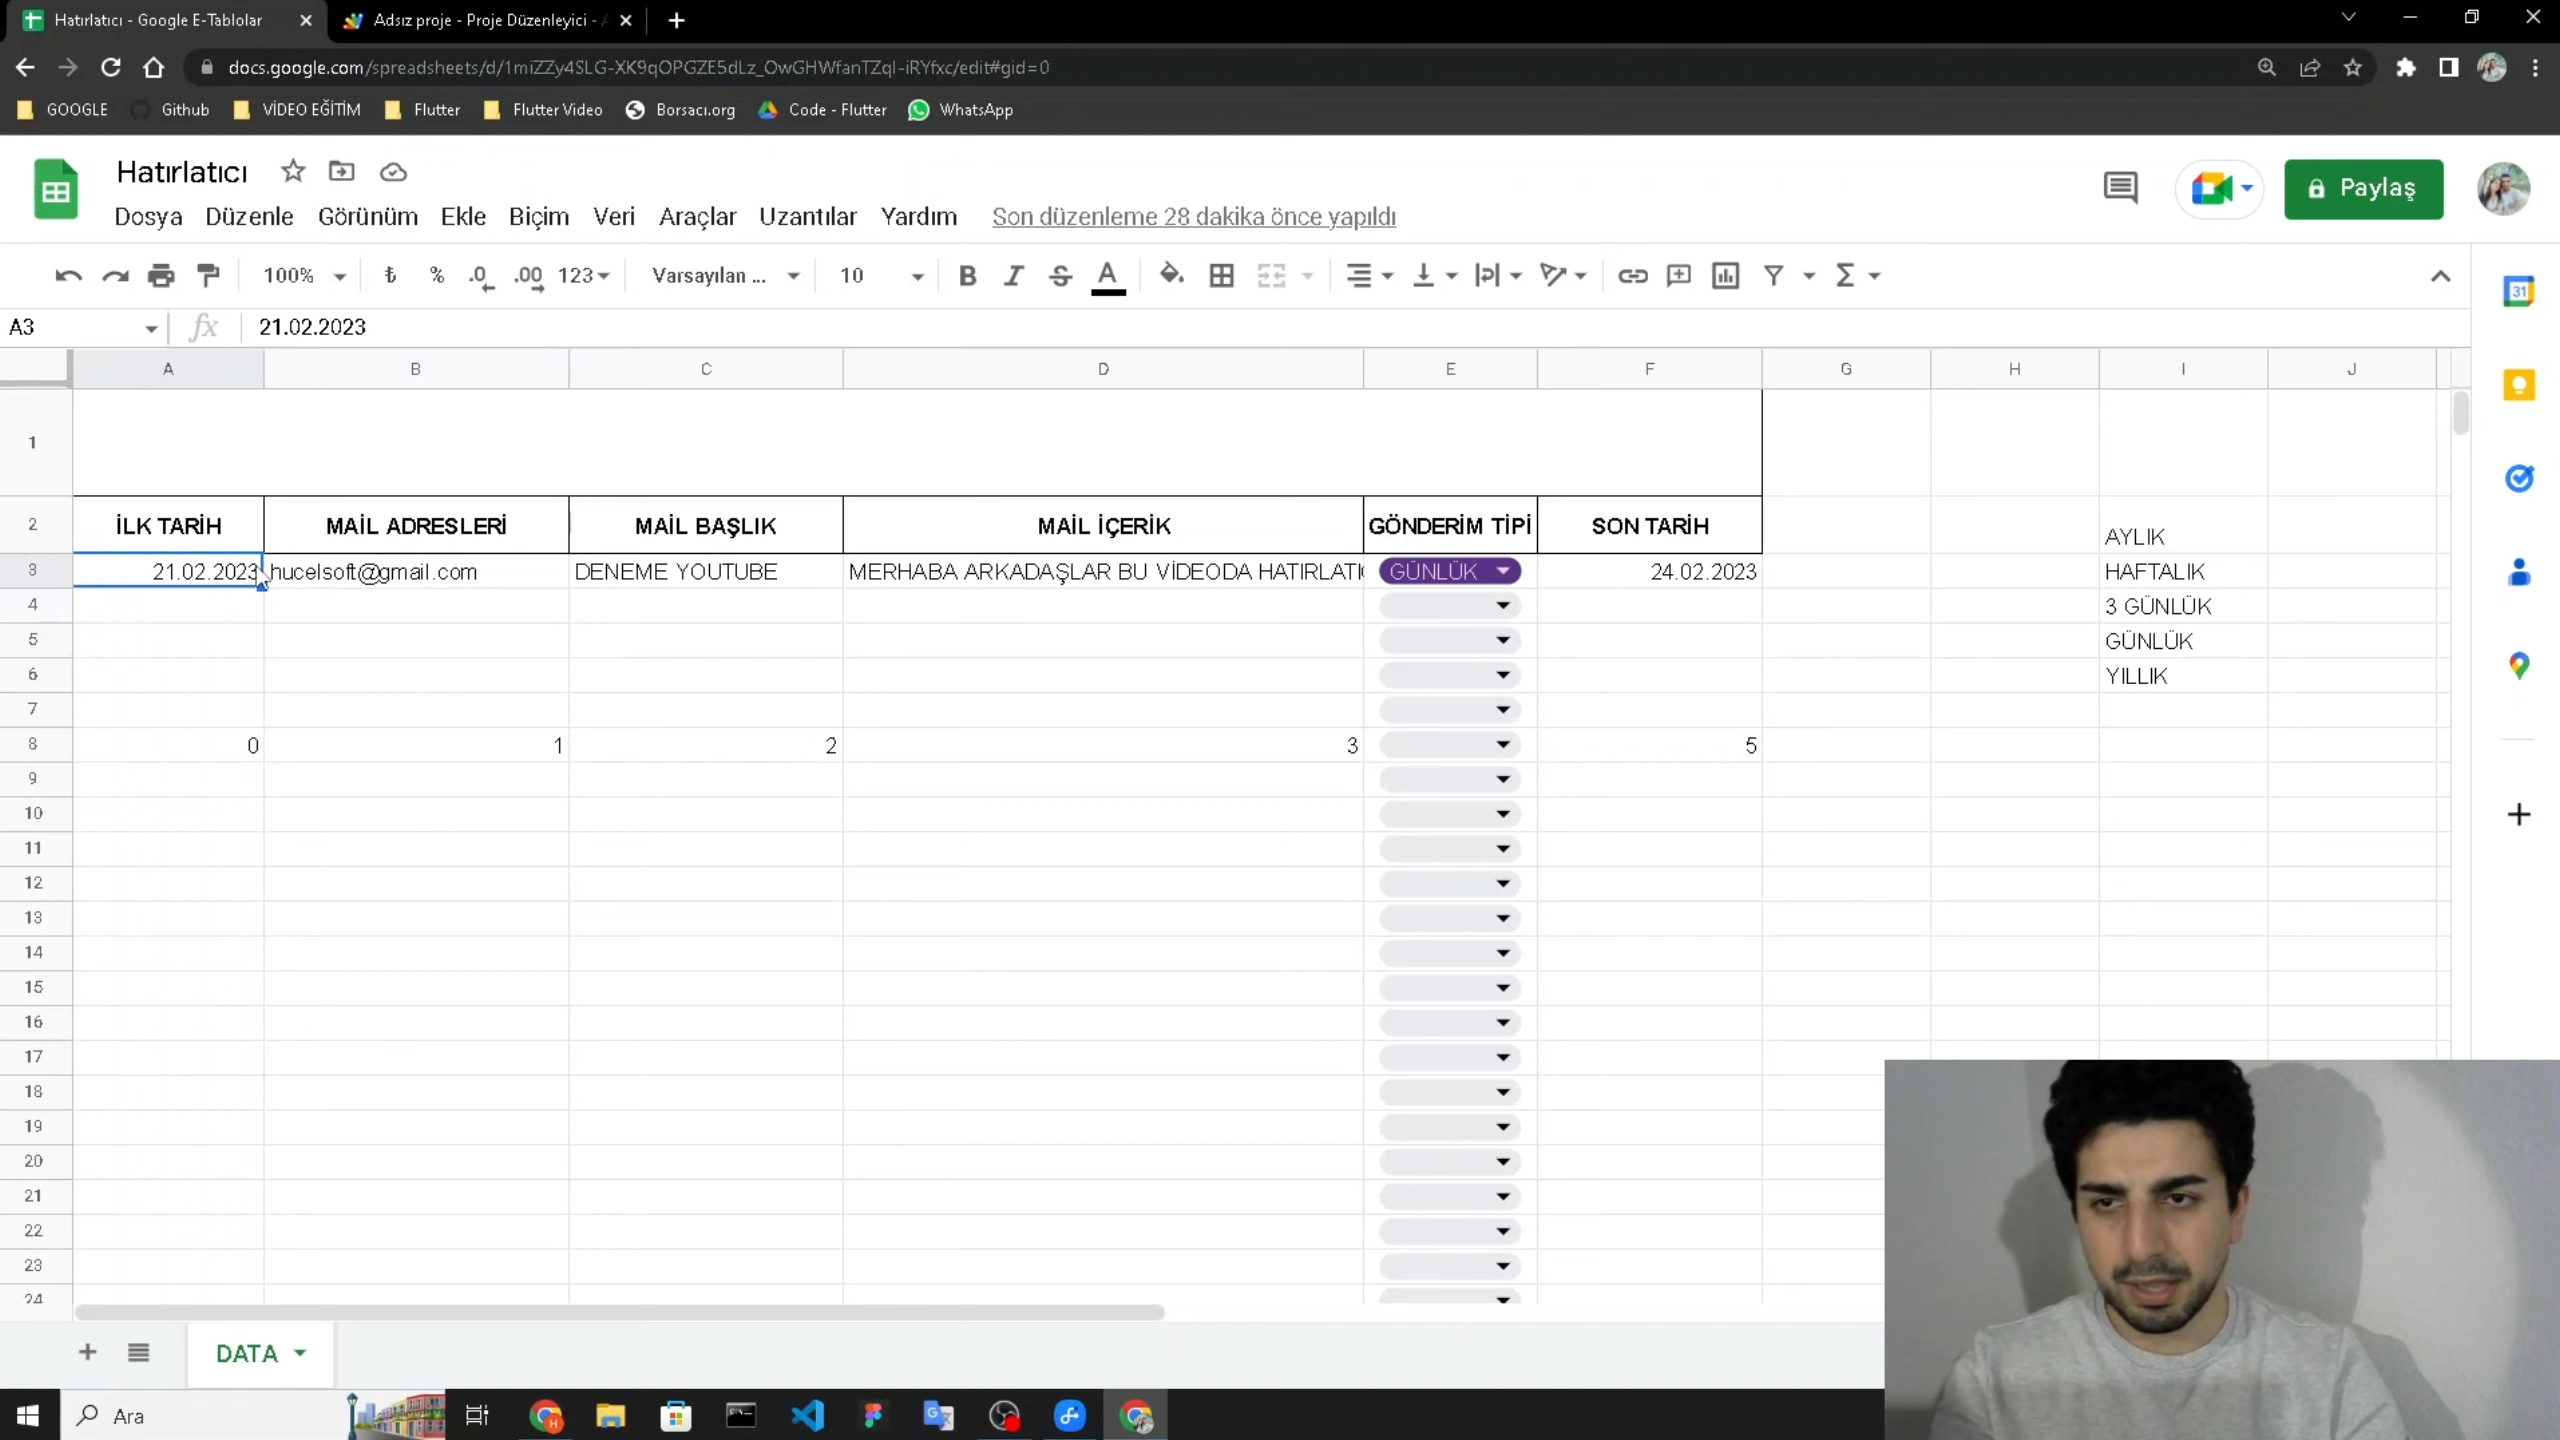 Hatırlatıcı - Google E-Tablolar
Adsız proje - Proje Düzenleyici -
docs.google.com/spreadsheets/d/1miZZy4SLG-XK9qOPGZE5dLz_OwGHWfanTZqI-iRYfxc/edit#gid=0
GOOGLE Github VİDEO EĞİTİM Flutter Flutter Video Borsacı.org Code - Flutter WhatsApp
Hatırlatıcı
Paylaş
Dosya Düzenle Görünüm Ekle Biçim Veri Araçlar Uzantılar Yardım Son düzenleme 28 dakika önce yapıldı
100% ₺ % .0 .00 123 Varsayılan ... 10 B I S A
31
A3 fx 21.02.2023
A B C D E F G H I J
1
2 İLK TARİH MAİL ADRESLERİ MAİL BAŞLIK MAİL İÇERİK GÖNDERİM TİPİ SON TARİH AYLIK
3 21.02.2023 hucelsoft@gmail.com DENEME YOUTUBE MERHABA ARKADAŞLAR BU VİDEODA GÜNLÜK 24.02.2023 HAFTALIK
4 3 GÜNLÜK
5 GÜNLÜK
6 YILLIK
7
8 0 1 2 3 5
9
10
11
12
13
14
15
16
17
18
19
20
21
22
23
24
DATA
Ara